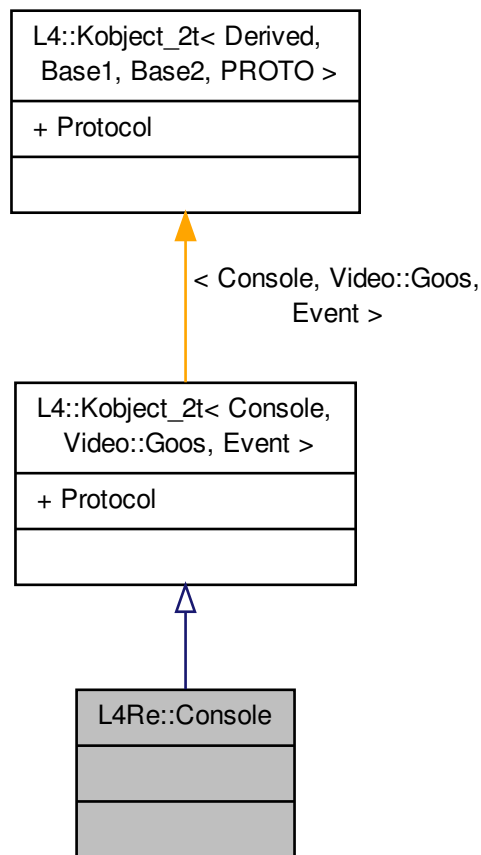 L4::Kobject_2t< Derived,
Base1, Base2, PROTO >
+ Protocol
< Console, Video::Goos,
Event >
L4::Kobject_2t< Console,
Video::Goos, Event >
+ Protocol
L4Re::Console